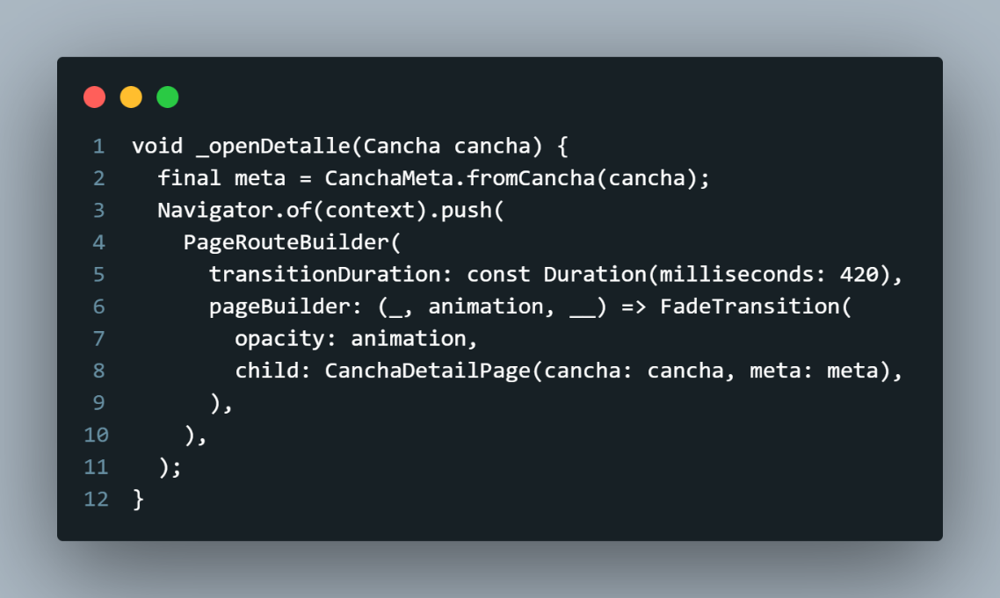 1 void _openDetalle(Cancha cancha) {
2   final meta = CanchaMeta.fromCancha(cancha);
3   Navigator.of(context).push(
4     PageRouteBuilder(
5       transitionDuration: const Duration(milliseconds: 420),
6       pageBuilder: (_, animation, __) => FadeTransition(
7         opacity: animation,
8         child: CanchaDetailPage(cancha: cancha, meta: meta),
9       ),
10     ),
11   );
12 }